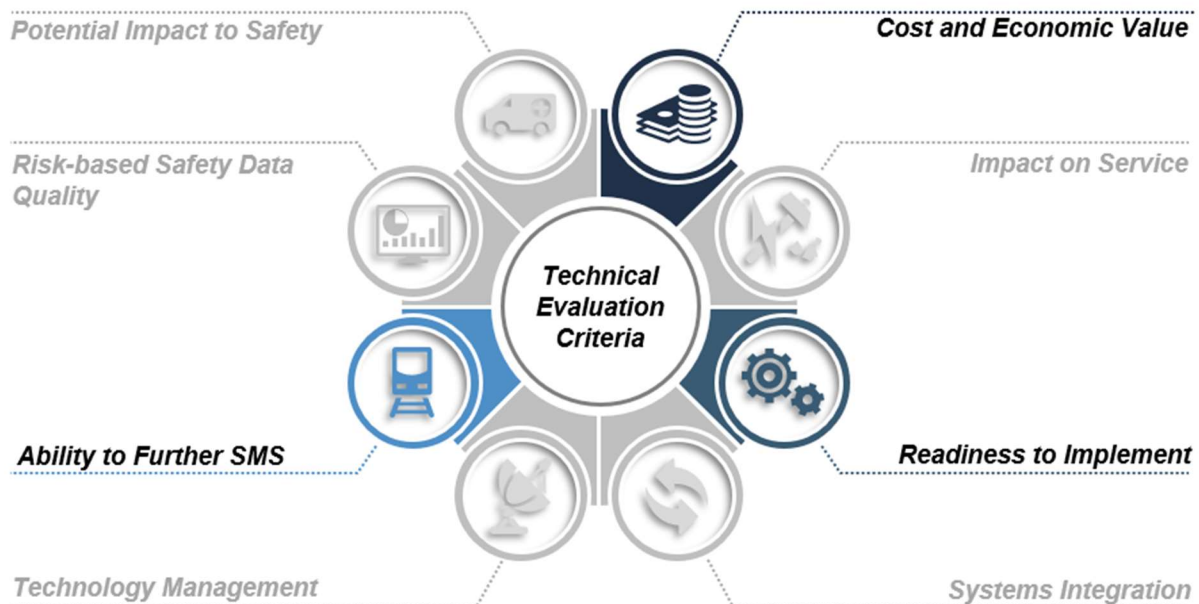 Potential Impact to Safety
Cost and Economic Value
Risk-based Safety Data
Quality
Impact on Service
Technical
Evaluation
Criteria
Ability to Further SMS
Readiness to Implement
Technology Management
Systems Integration